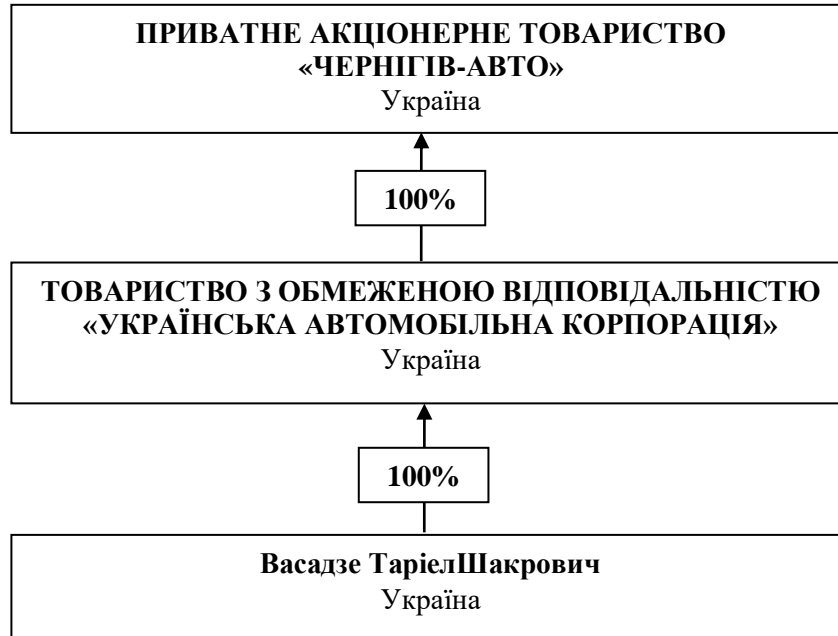 ПРИВАТНЕ АКЦІОНЕРНЕ ТОВАРИСТВО
«ЧЕРНІГІВ-АВТО»
Україна
100%
ТОВАРИСТВО З ОБМЕЖЕНОЮ ВІДПОВІДАЛЬНІСТЮ
«УКРАЇНСЬКА АВТОМОБІЛЬНА КОРПОРАЦІЯ»
Україна
100%
Васадзе ТаріелШакрович
Україна